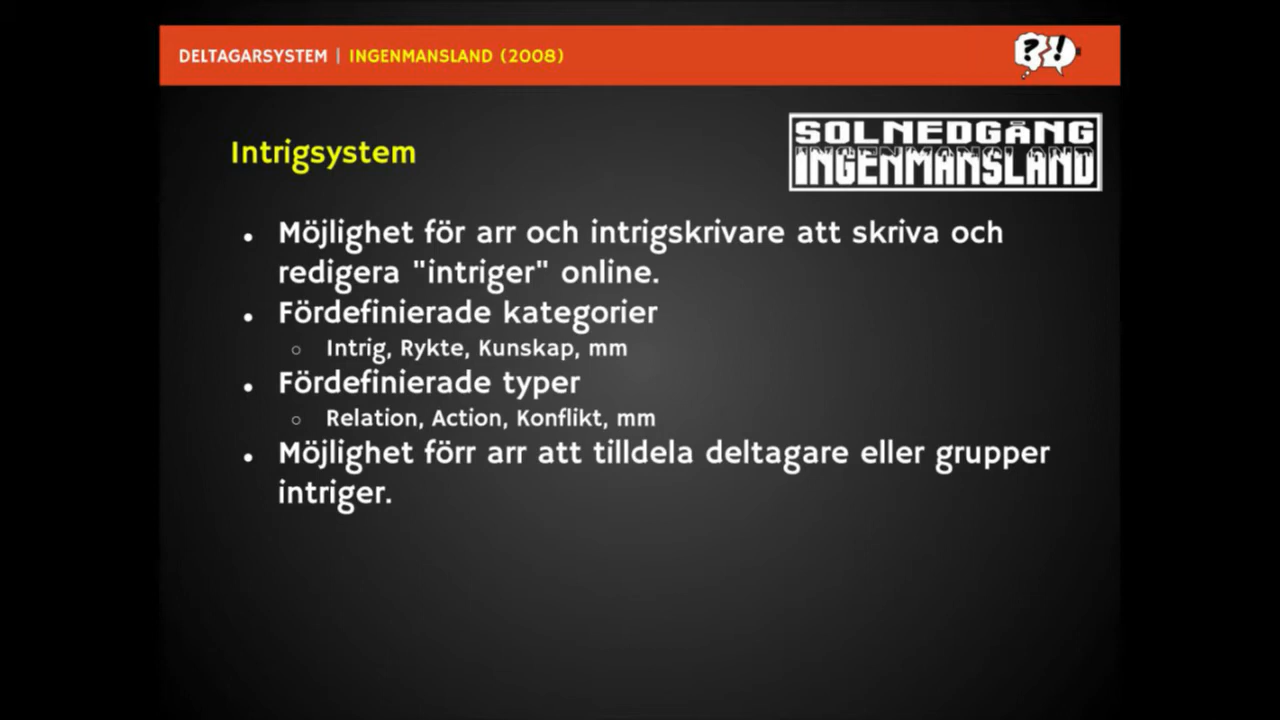 DELTAGARSYSTEM | INGENMANSLAND (2008)
?!
SOLNEDGÅNG
INGENMANSLAND
Intrigsystem
• Möjlighet för arr och intrigskrivare att skriva och
redigera "intriger" online.
• Fördefinierade kategorier
○ Intrig, Rykte, Kunskap, mm
• Fördefinierade typer
○ Relation, Action, Konflikt, mm
• Möjlighet förr arr att tilldela deltagare eller grupper
intriger.